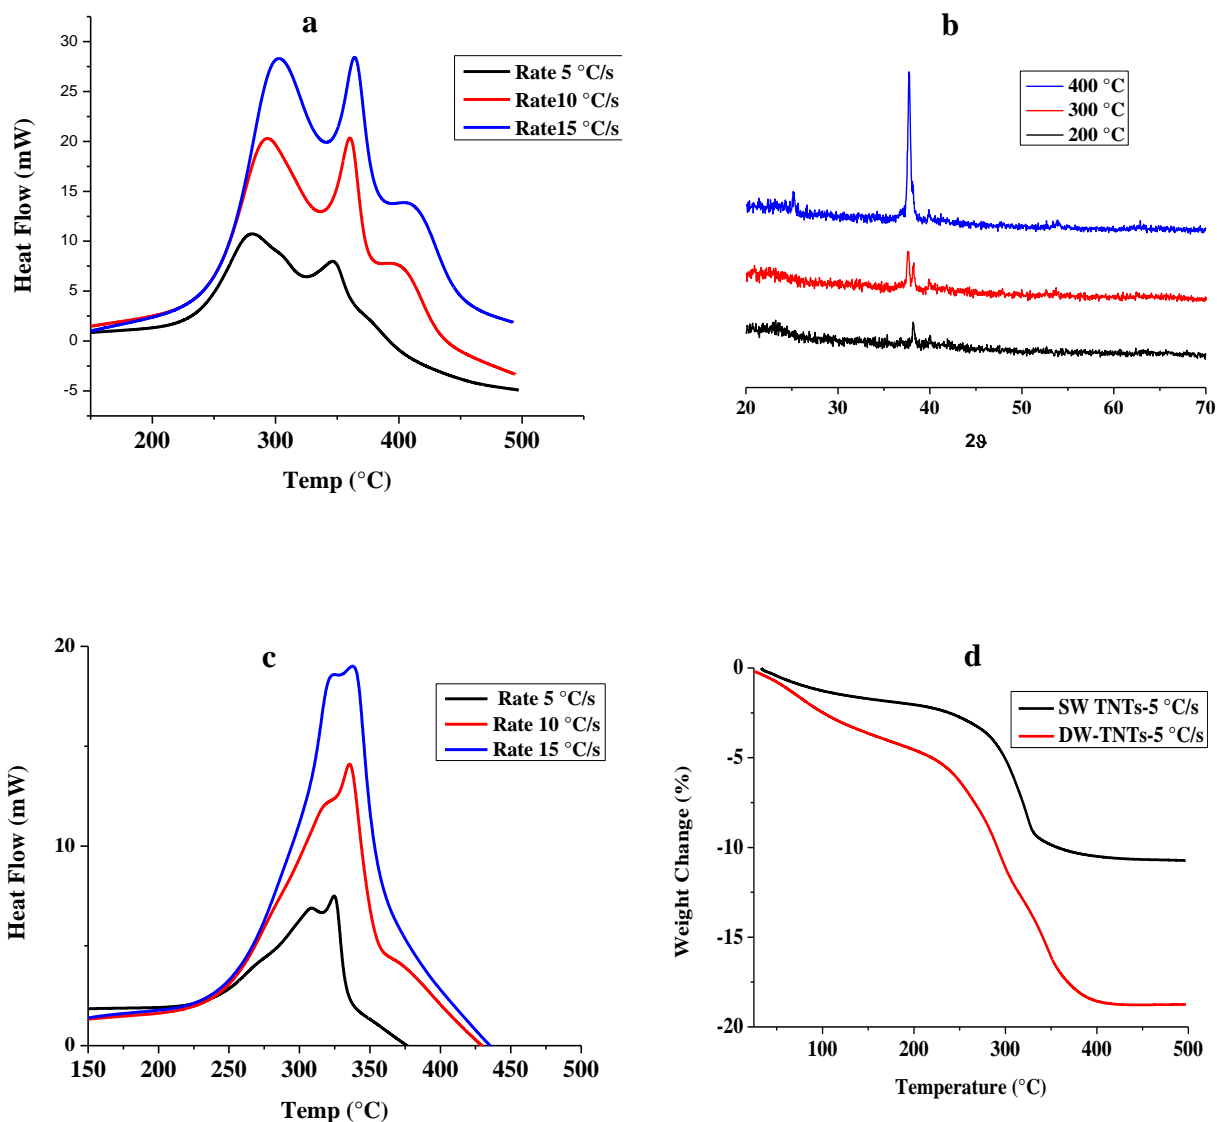 a
30
25
20
15
10
5
0
-5
Heat Flow (mW)
Rate 5 °C/s
Rate10 °C/s
Rate15 °C/s
200
300
400
500
Temp (°C)
b
400 °C
300 °C
200 °C
20
30
40
50
60
70
2ϑ
c
20
10
0
Heat Flow (mW)
Rate 5 °C/s
Rate 10 °C/s
Rate 15 °C/s
150
200
250
300
350
400
450
500
Temp (°C)
d
0
-5
-10
-15
-20
Weight Change (%)
SW TNTs-5 °C/s
DW-TNTs-5 °C/s
100
200
300
400
500
Temperature (°C)